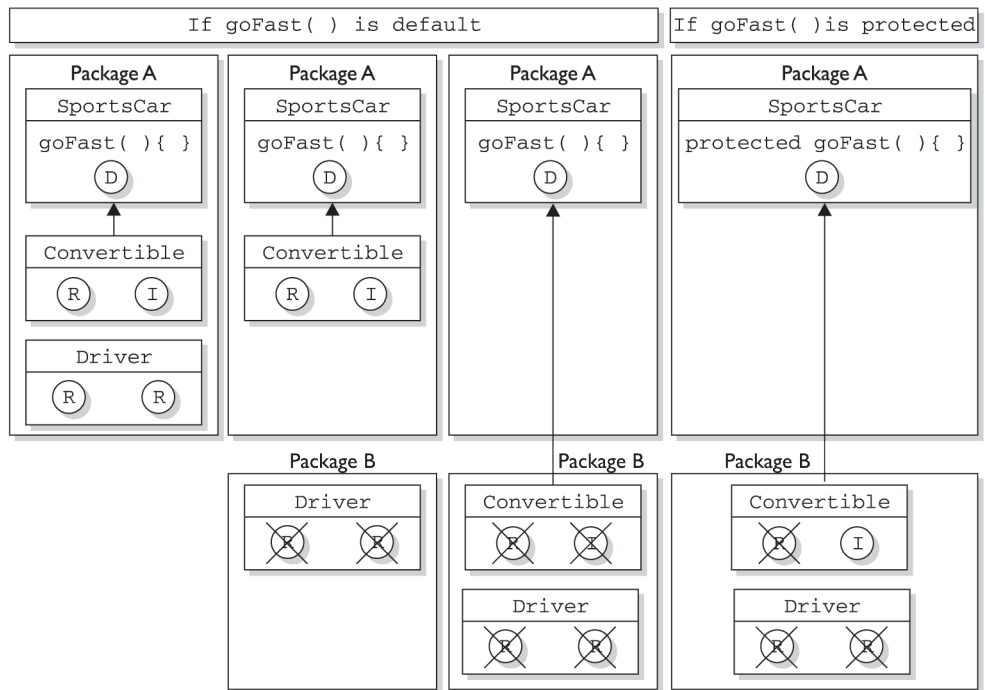 If goFast( ) is default
If goFast( )is protected
Package A
SportsCar
goFast( ){ }
D
Convertible
R I
Driver
R R
Package A
SportsCar
goFast( ){ }
D
Convertible
R I
Package B
Driver
R R
Package A
SportsCar
goFast( ){ }
D
Package B
Convertible
R I
Driver
R R
Package A
SportsCar
protected goFast( ){ }
D
Package B
Convertible
R I
Driver
R R